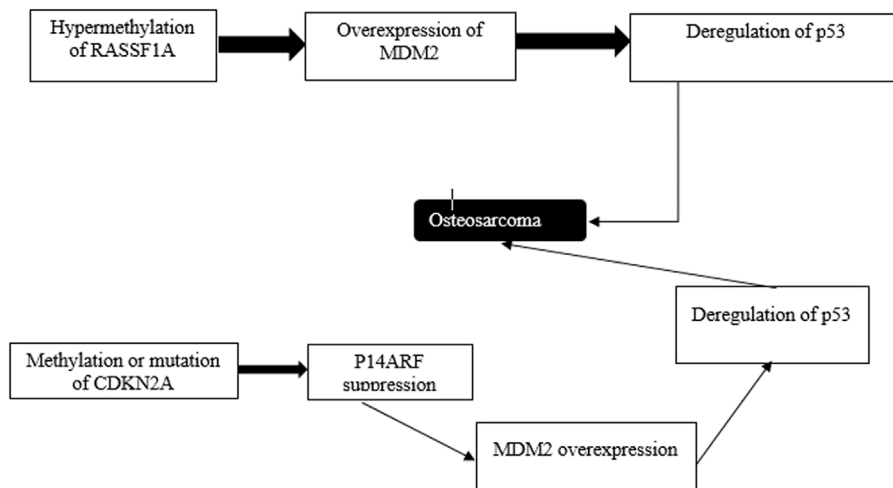 Hypermethylation
of RASSF1A
Overexpression of
MDM2
Deregulation of p53
Osteosarcoma
Deregulation of p53
Methylation or mutation
of CDKN2A
P14ARF
suppression
MDM2 overexpression